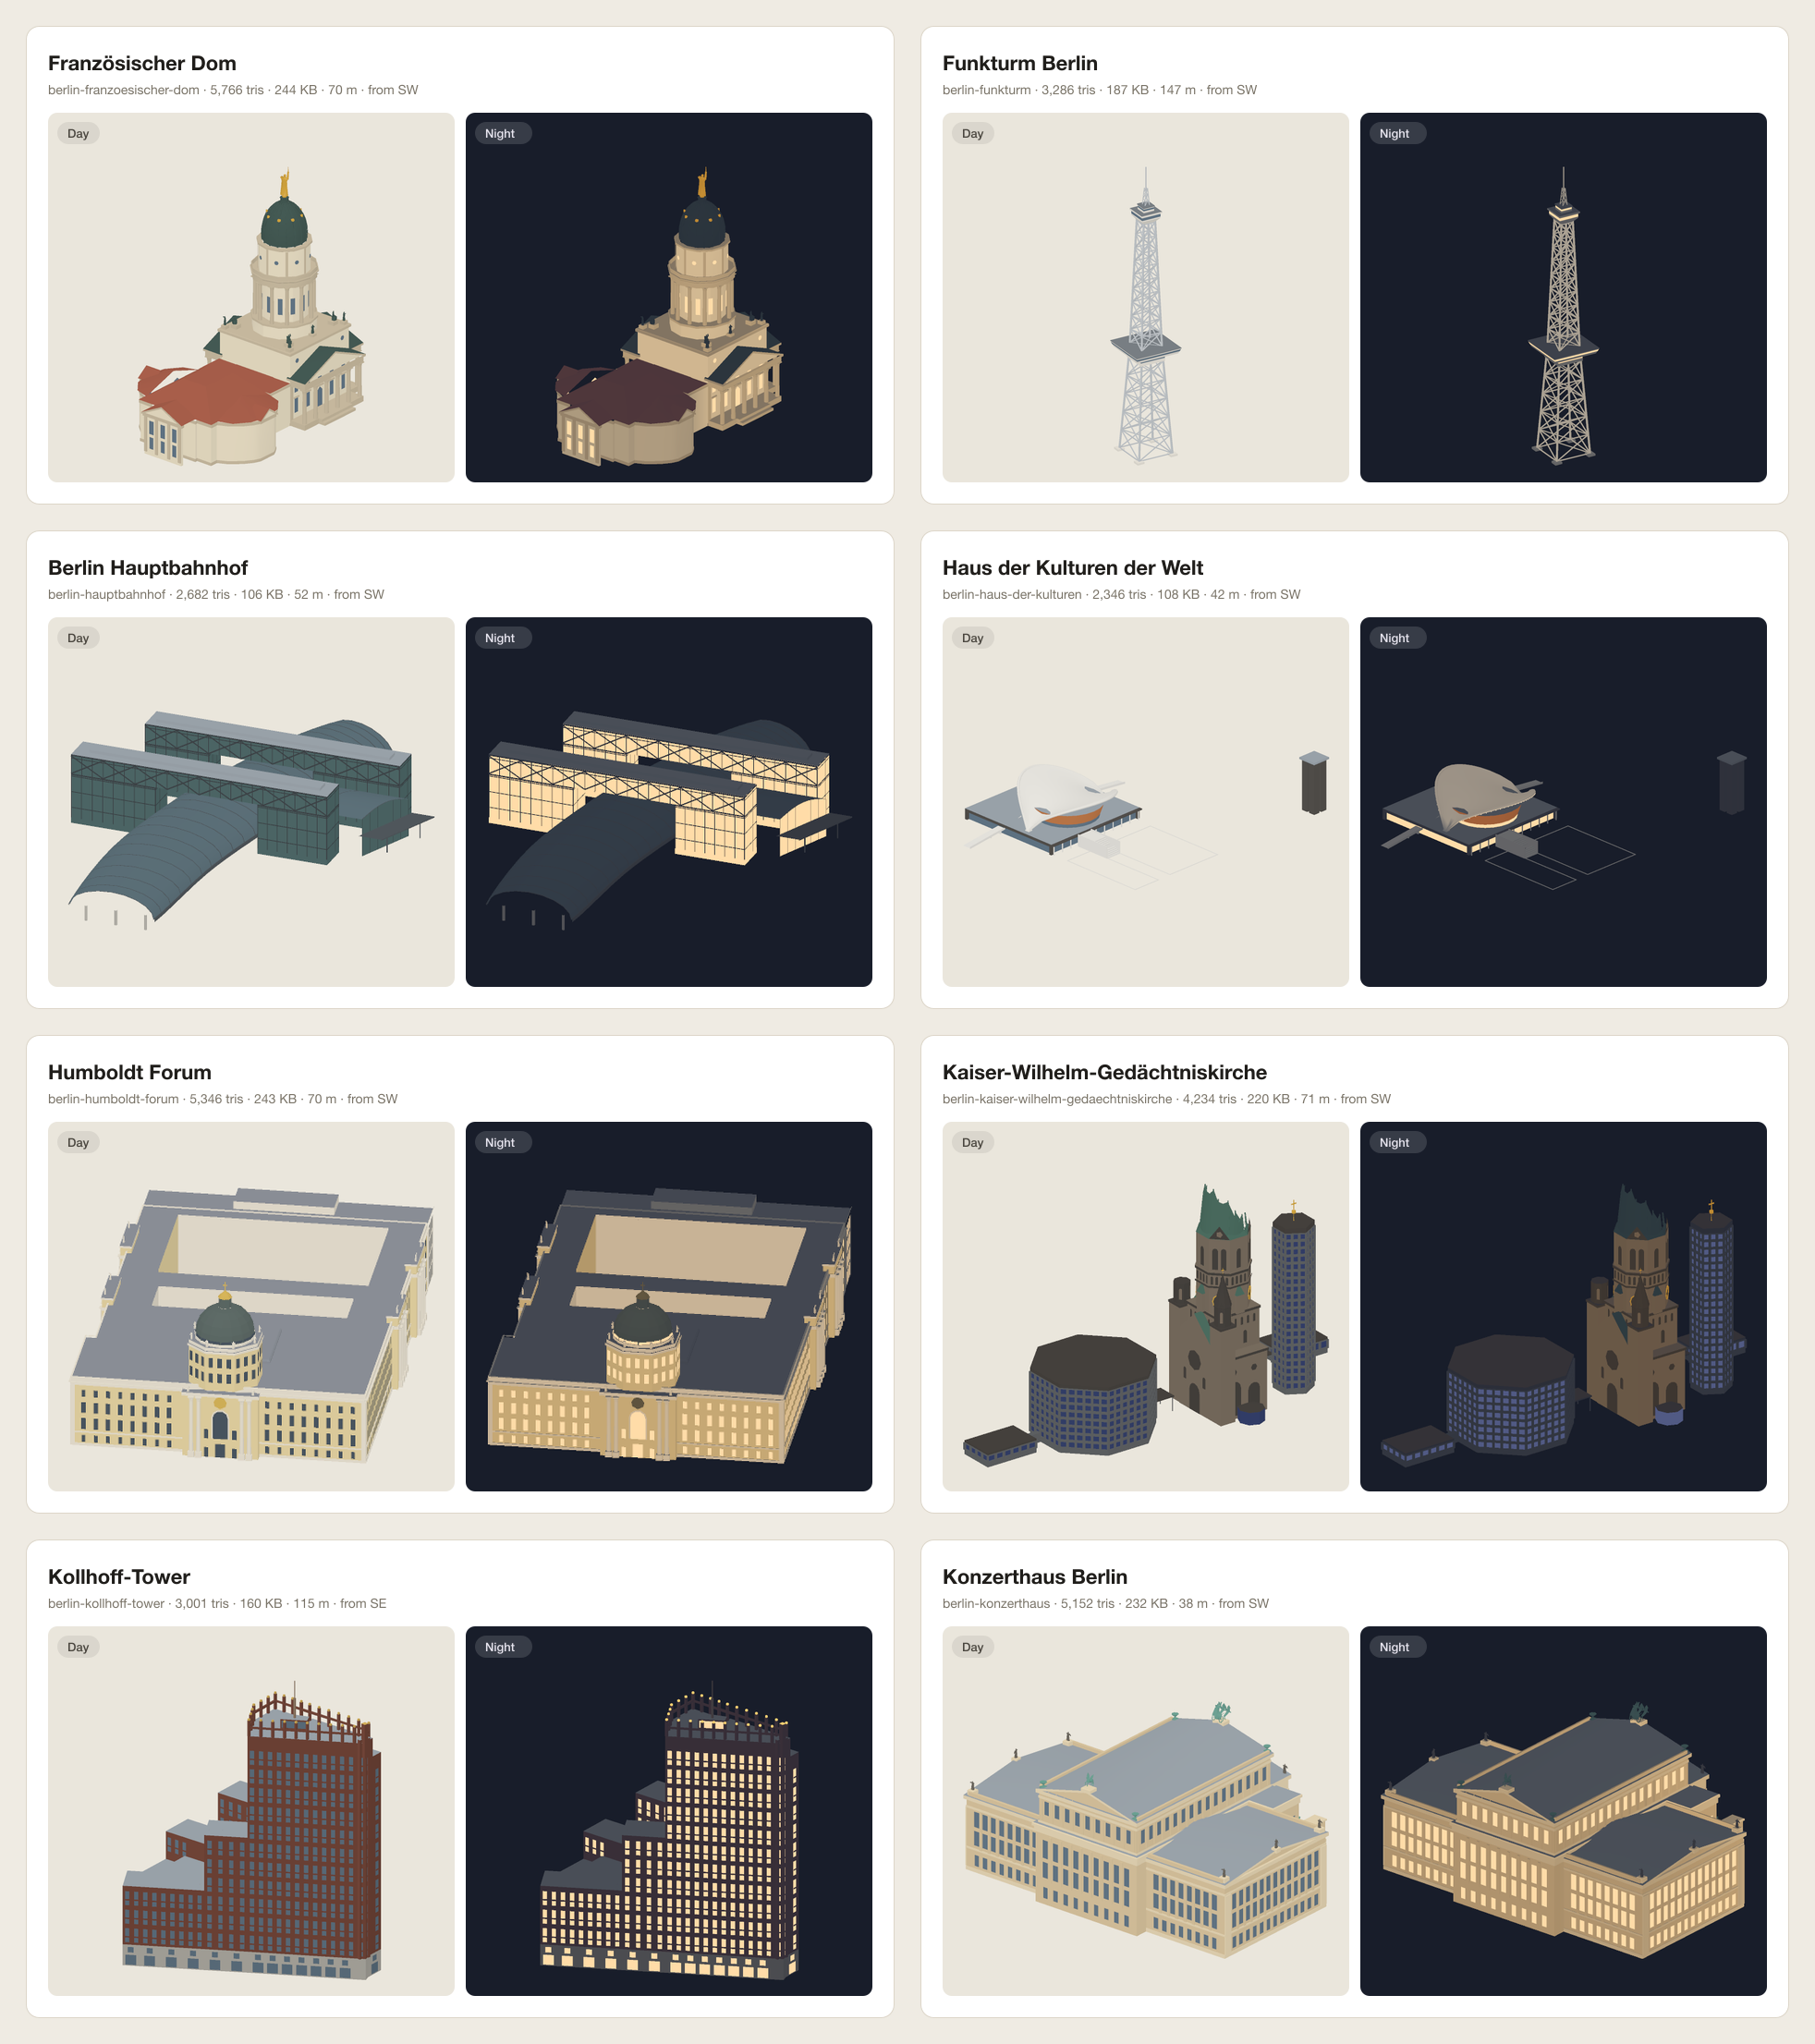 Französischer Dom
berlin-franzoesischer-dom · 5,766 tris · 244 KB · 70 m · from SW
Day
Night
Funkturm Berlin
berlin-funkturm · 3,286 tris · 187 KB · 147 m · from SW
Day
Night
Berlin Hauptbahnhof
berlin-hauptbahnhof · 2,682 tris · 106 KB · 52 m · from SW
Day
Night
Haus der Kulturen der Welt
berlin-haus-der-kulturen · 2,346 tris · 108 KB · 42 m · from SW
Day
Night
Humboldt Forum
berlin-humboldt-forum · 5,346 tris · 243 KB · 70 m · from SW
Day
Night
Kaiser-Wilhelm-Gedächtniskirche
berlin-kaiser-wilhelm-gedaechtniskirche · 4,234 tris · 220 KB · 71 m · from SW
Day
Night
Kollhoff-Tower
berlin-kollhoff-tower · 3,001 tris · 160 KB · 115 m · from SE
Day
Night
Konzerthaus Berlin
berlin-konzerthaus · 5,152 tris · 232 KB · 38 m · from SW
Day
Night